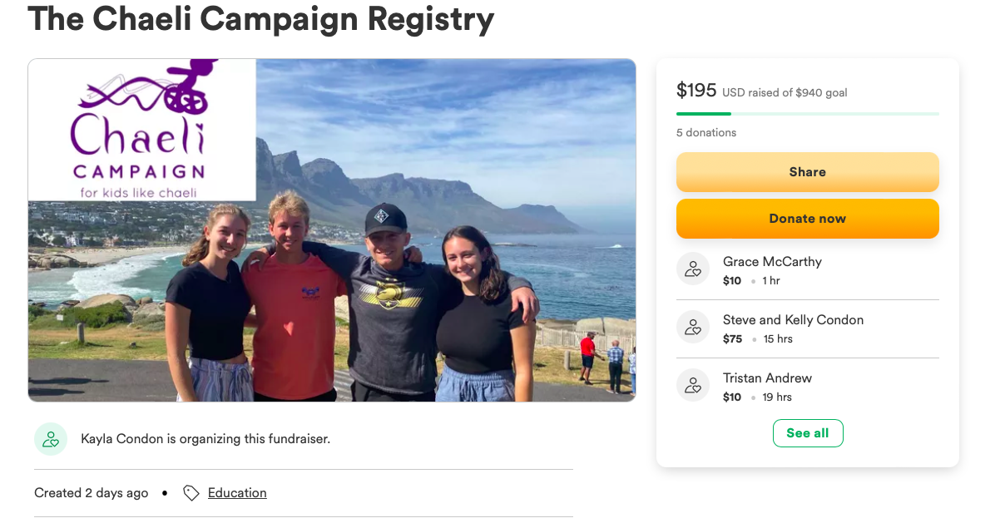 The Chaeli Campaign Registry
Chaeli
CAMPAIGN
for kids like chaeli
$195 USD raised of $940 goal
5 donations
Share
Donate now
Grace McCarthy
$10 • 1 hr
Steve and Kelly Condon
$75 • 15 hrs
Tristan Andrew
$10 • 19 hrs
See all
Kayla Condon is organizing this fundraiser.
Created 2 days ago • Education